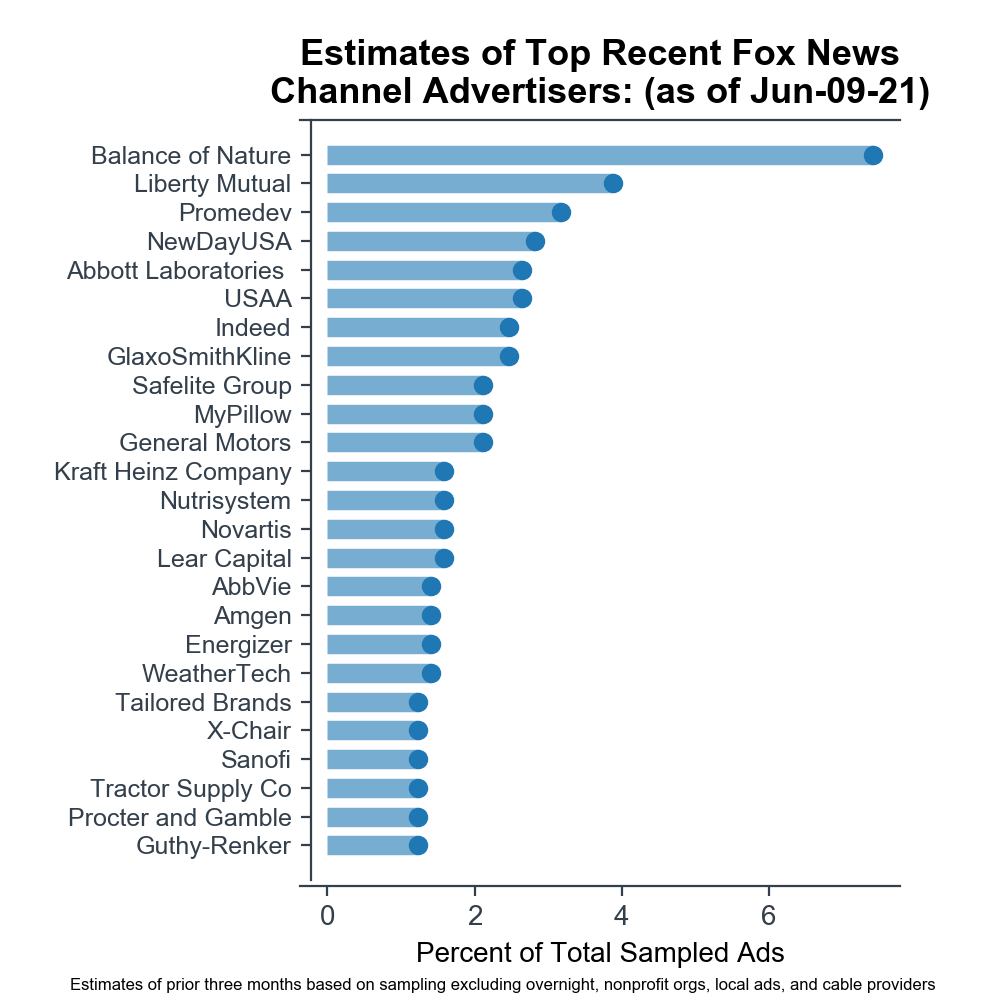 Estimates of Top Recent Fox News
Channel Advertisers: (as of Jun-09-21)
Balance of Nature
Liberty Mutual
Promedev
NewDayUSA
Abbott Laboratories
USAA
Indeed
GlaxoSmithKline
Safelite Group
MyPillow
General Motors
Kraft Heinz Company
Nutrisystem
Novartis
Lear Capital
AbbVie
Amgen
Energizer
WeatherTech
Tailored Brands
X-Chair
Sanofi
Tractor Supply Co
Procter and Gamble
Guthy-Renker
0 2 4 6
Percent of Total Sampled Ads
Estimates of prior three months based on sampling excluding overnight, nonprofit orgs, local ads, and cable providers